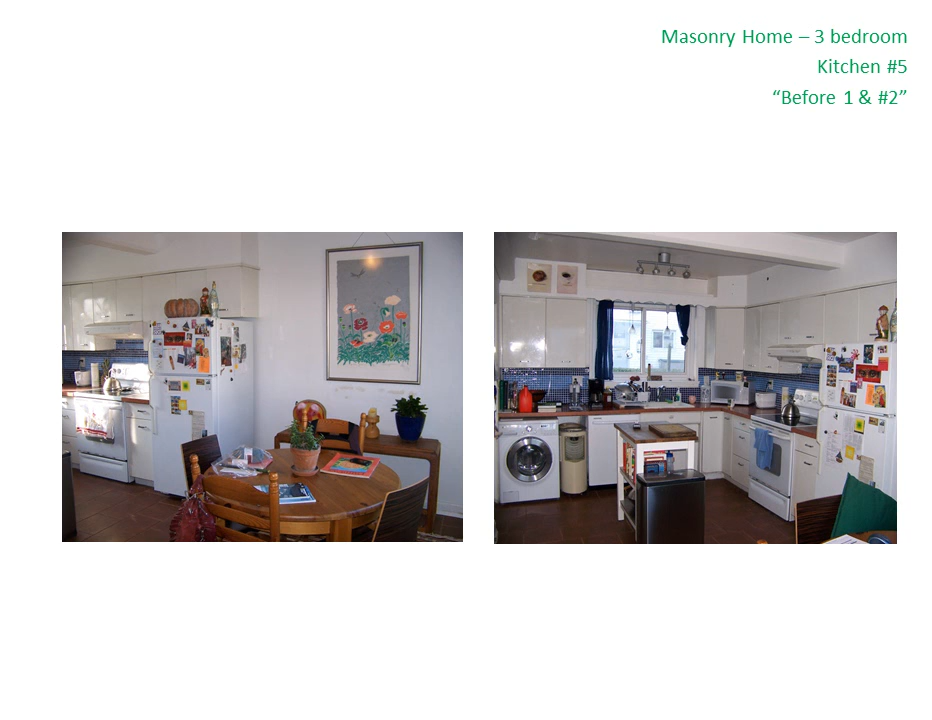 Masonry Home – 3 bedroom
Kitchen #5
“Before 1 & #2”